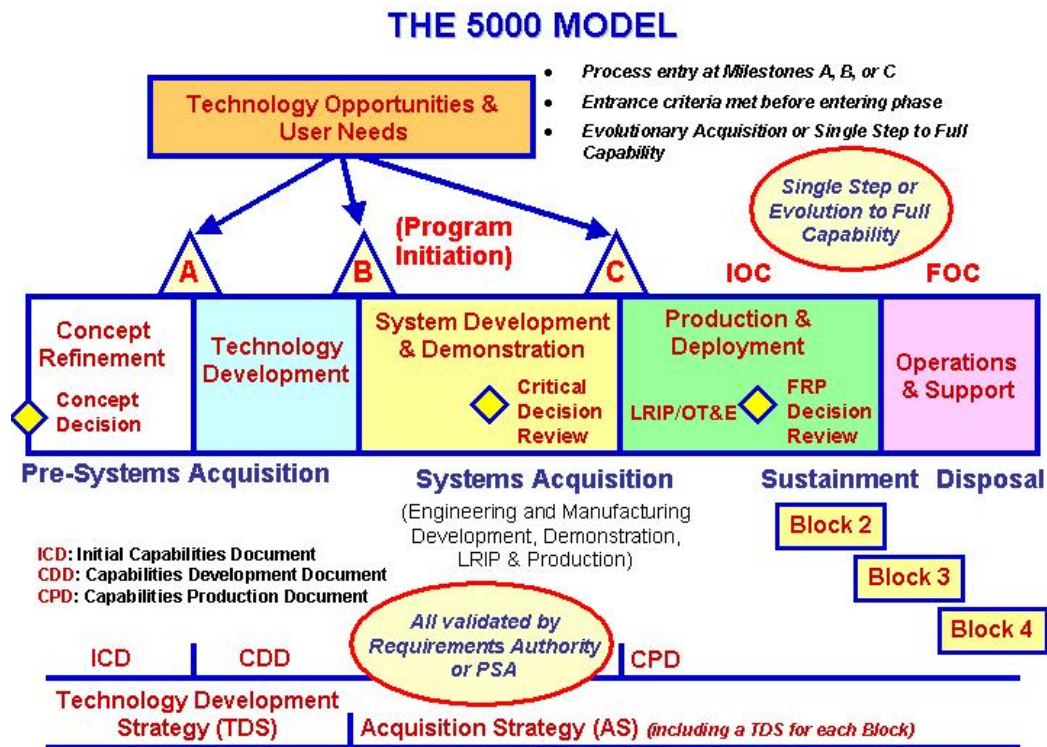 THE 5000 MODEL
Technology Opportunities &
User Needs
• Process entry at Milestones A, B, or C
• Entrance criteria met before entering phase
• Evolutionary Acquisition or Single Step to Full
Capability
Single Step or
Evolution to Full
Capability
(Program
Initiation)
A
B
C
IOC
FOC
Concept
Refinement
Concept
Decision
Technology
Development
System Development
& Demonstration
Critical
Decision
Review
Production &
Deployment
LRIP/OT&E
FRP
Decision
Review
Operations
& Support
Pre-Systems Acquisition
Systems Acquisition
(Engineering and Manufacturing
Development, Demonstration,
LRIP & Production)
Sustainment
Disposal
Block 2
Block 3
Block 4
ICD: Initial Capabilities Document
CDD: Capabilities Development Document
CPD: Capabilities Production Document
All validated by
Requirements Authority
or PSA
ICD
CDD
CPD
Technology Development
Strategy (TDS)
Acquisition Strategy (AS) (including a TDS for each Block)